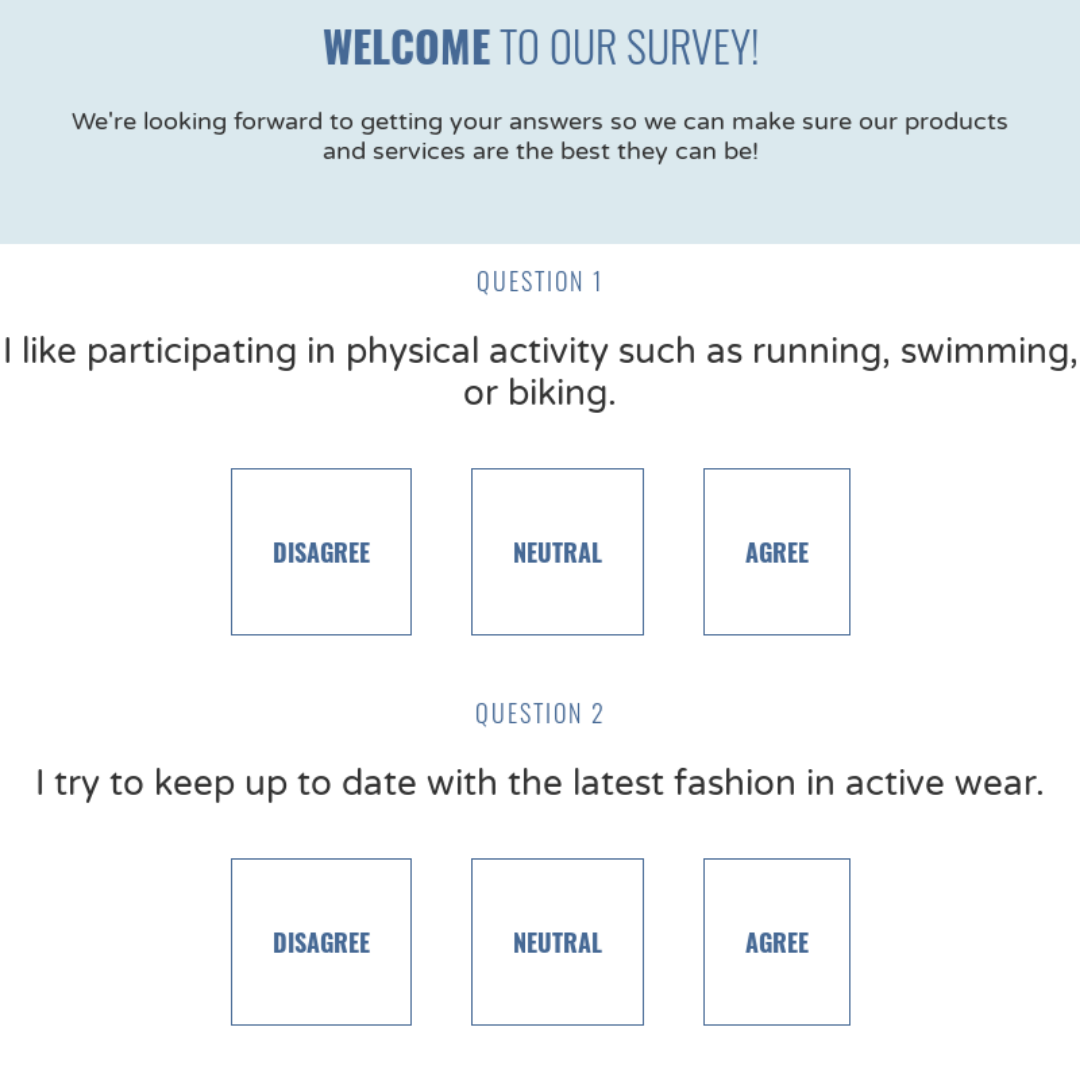 WELCOME TO OUR SURVEY!
We're looking forward to getting your answers so we can make sure our products
and services are the best they can be!
QUESTION 1
I like participating in physical activity such as running, swimming,
or biking.
DISAGREE NEUTRAL AGREE
QUESTION 2
I try to keep up to date with the latest fashion in active wear.
DISAGREE NEUTRAL AGREE